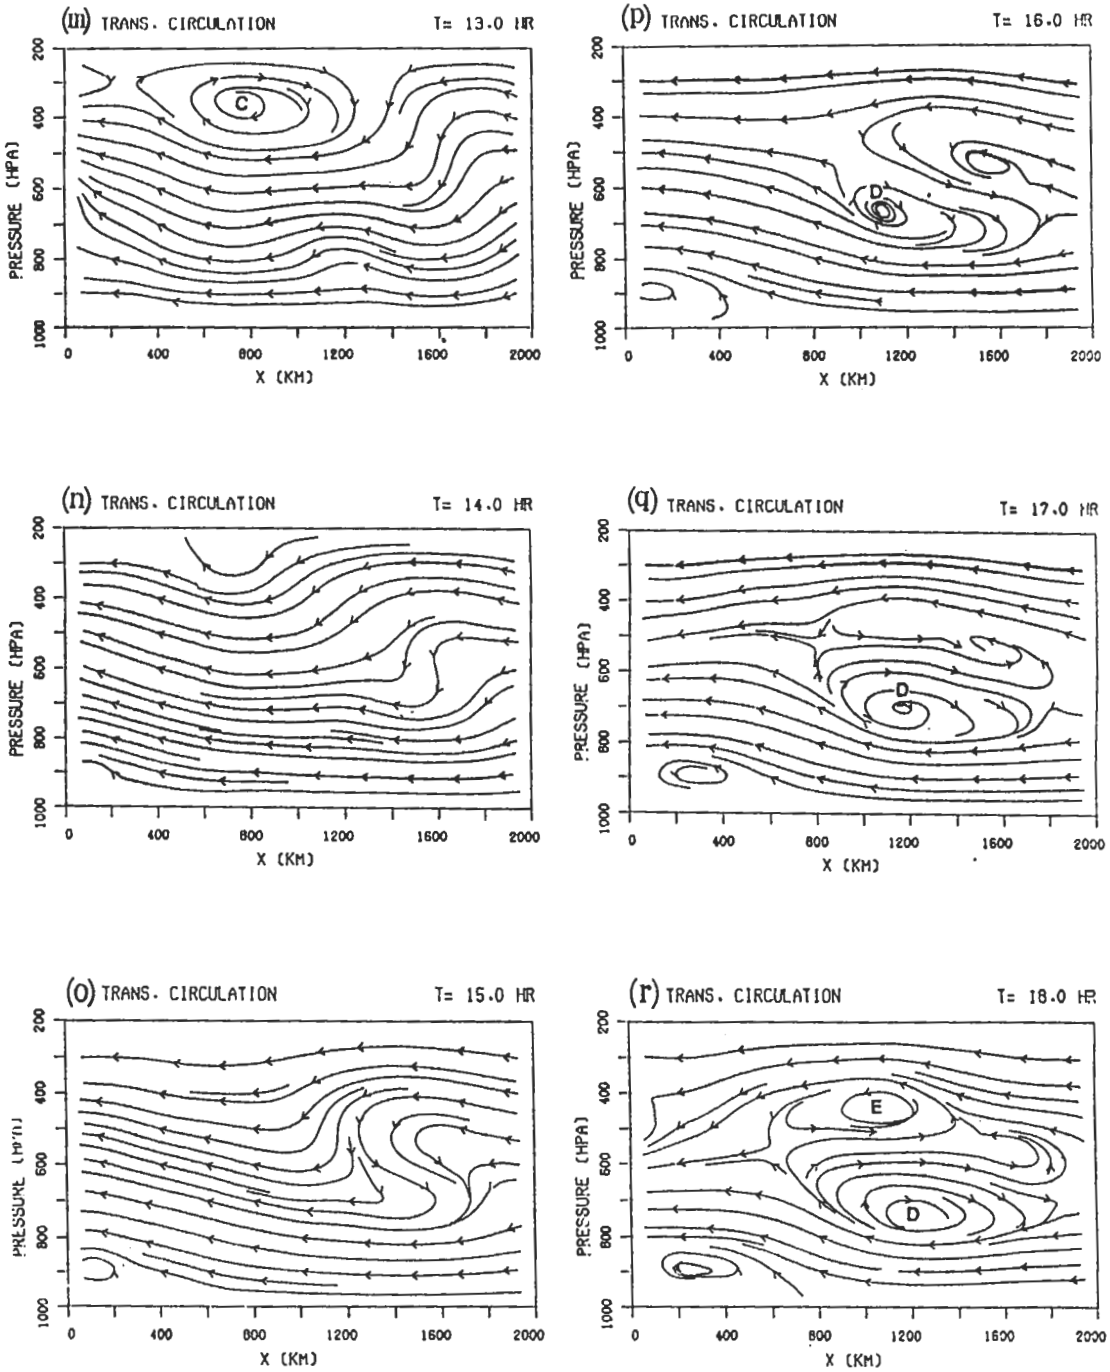 (m) TRANS. CIRCULATION T= 13.0 HR
200
400
600
800
1000
PRESSURE (HPA)
C
0 400 800 1200 1600 2000
X (KM)
(p) TRANS. CIRCULATION T= 16.0 HR
200
400
600
800
1000
PRESSURE (HPA)
D
0 400 800 1200 1600 2000
X (KM)
(n) TRANS. CIRCULATION T= 14.0 HR
200
400
600
800
1000
PRESSURE (HPA)
0 400 800 1200 1600 2000
X (KM)
(q) TRANS. CIRCULATION T= 17.0 HR
200
400
600
800
1000
PRESSURE (HPA)
D
0 400 800 1200 1600 2000
X (KM)
(o) TRANS. CIRCULATION T= 15.0 HR
200
400
600
800
1000
PRESSURE (HPA)
0 400 800 1200 1600 2000
X (KM)
(r) TRANS. CIRCULATION T= 18.0 HR
200
400
600
800
1000
PRESSURE (HPA)
E
D
0 400 800 1200 1600 2000
X (KM)